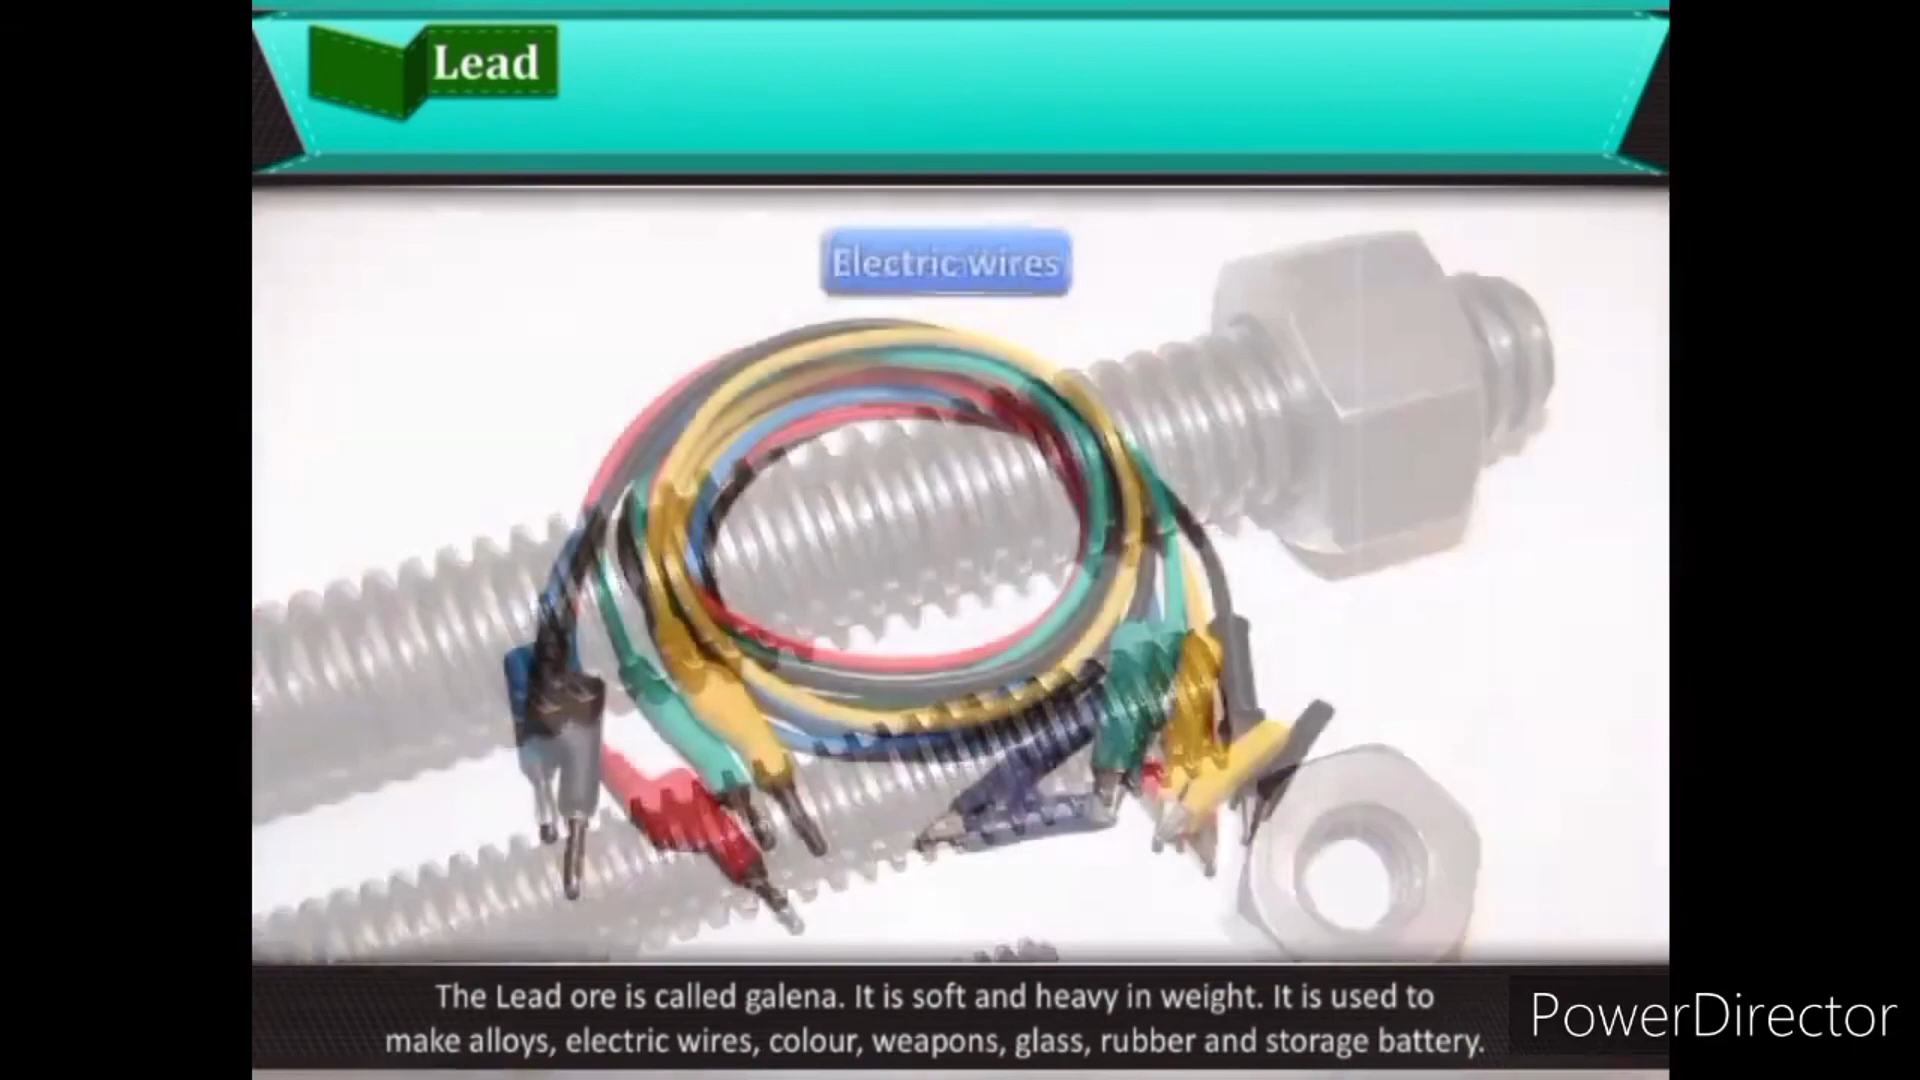 Lead
Electric wires
The Lead ore is called galena. It is soft and heavy in weight. It is used to
make alloys, electric wires, colour, weapons, glass, rubber and storage battery.
PowerDirector